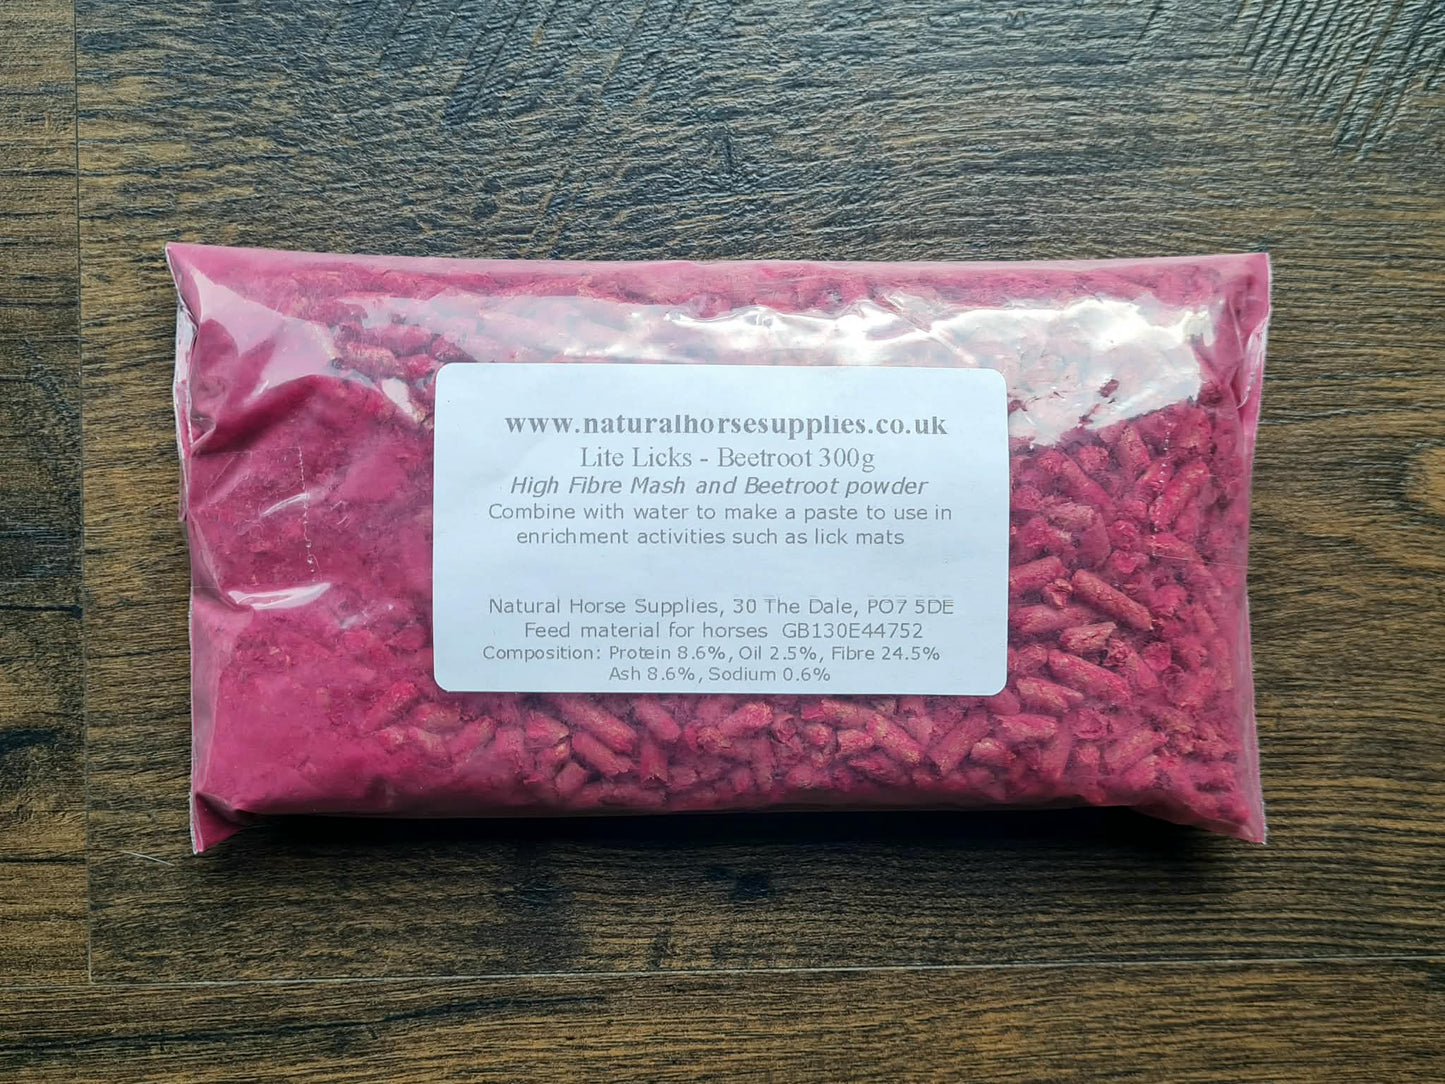 www.naturalhorsesupplies.co.uk
Lite Licks - Beetroot 300g
High Fibre Mash and Beetroot powder
Combine with water to make a paste to use in
enrichment activities such as lick mats
Natural Horse Supplies, 30 The Dale, PO7 5DE
Feed material for horses GB130E44752
Composition: Protein 8.6%, Oil 2.5%, Fibre 24.5%
Ash 8.6%, Sodium 0.6%